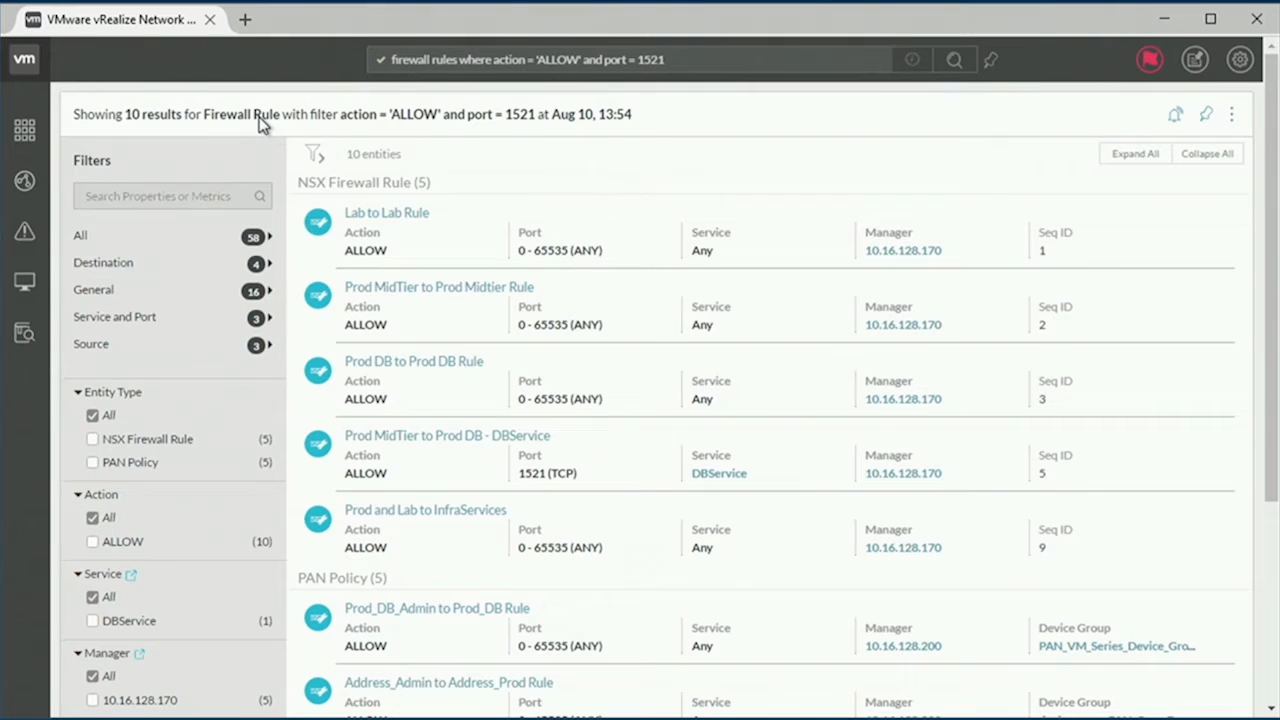 VMware vRealize Network ...
vm
firewall rules where action = 'ALLOW' and port = 1521
Showing 10 results for Firewall Rule with filter action = 'ALLOW' and port = 1521 at Aug 10, 13:54
Filters
10 entities
Expand All
Collapse All
NSX Firewall Rule (5)
Search Properties or Metrics
All 58
Destination 4
General 16
Service and Port 3
Source 3
Entity Type
All
NSX Firewall Rule (5)
PAN Policy (5)
Action
All
ALLOW (10)
Service
All
DBService (1)
Manager
All
10.16.128.170 (5)
Lab to Lab Rule
Action Port Service Manager Seq ID
ALLOW 0 - 65535 (ANY) Any 10.16.128.170 1
Prod MidTier to Prod Midtier Rule
Action Port Service Manager Seq ID
ALLOW 0 - 65535 (ANY) Any 10.16.128.170 2
Prod DB to Prod DB Rule
Action Port Service Manager Seq ID
ALLOW 0 - 65535 (ANY) Any 10.16.128.170 3
Prod MidTier to Prod DB - DBService
Action Port Service Manager Seq ID
ALLOW 1521 (TCP) DBService 10.16.128.170 5
Prod and Lab to InfraServices
Action Port Service Manager Seq ID
ALLOW 0 - 65535 (ANY) Any 10.16.128.170 9
PAN Policy (5)
Prod_DB_Admin to Prod_DB Rule
Action Port Service Manager Device Group
ALLOW 0 - 65535 (ANY) Any 10.16.128.200 PAN_VM_Series_Device_Gro...
Address_Admin to Address_Prod Rule
Action Port Service Manager Device Group